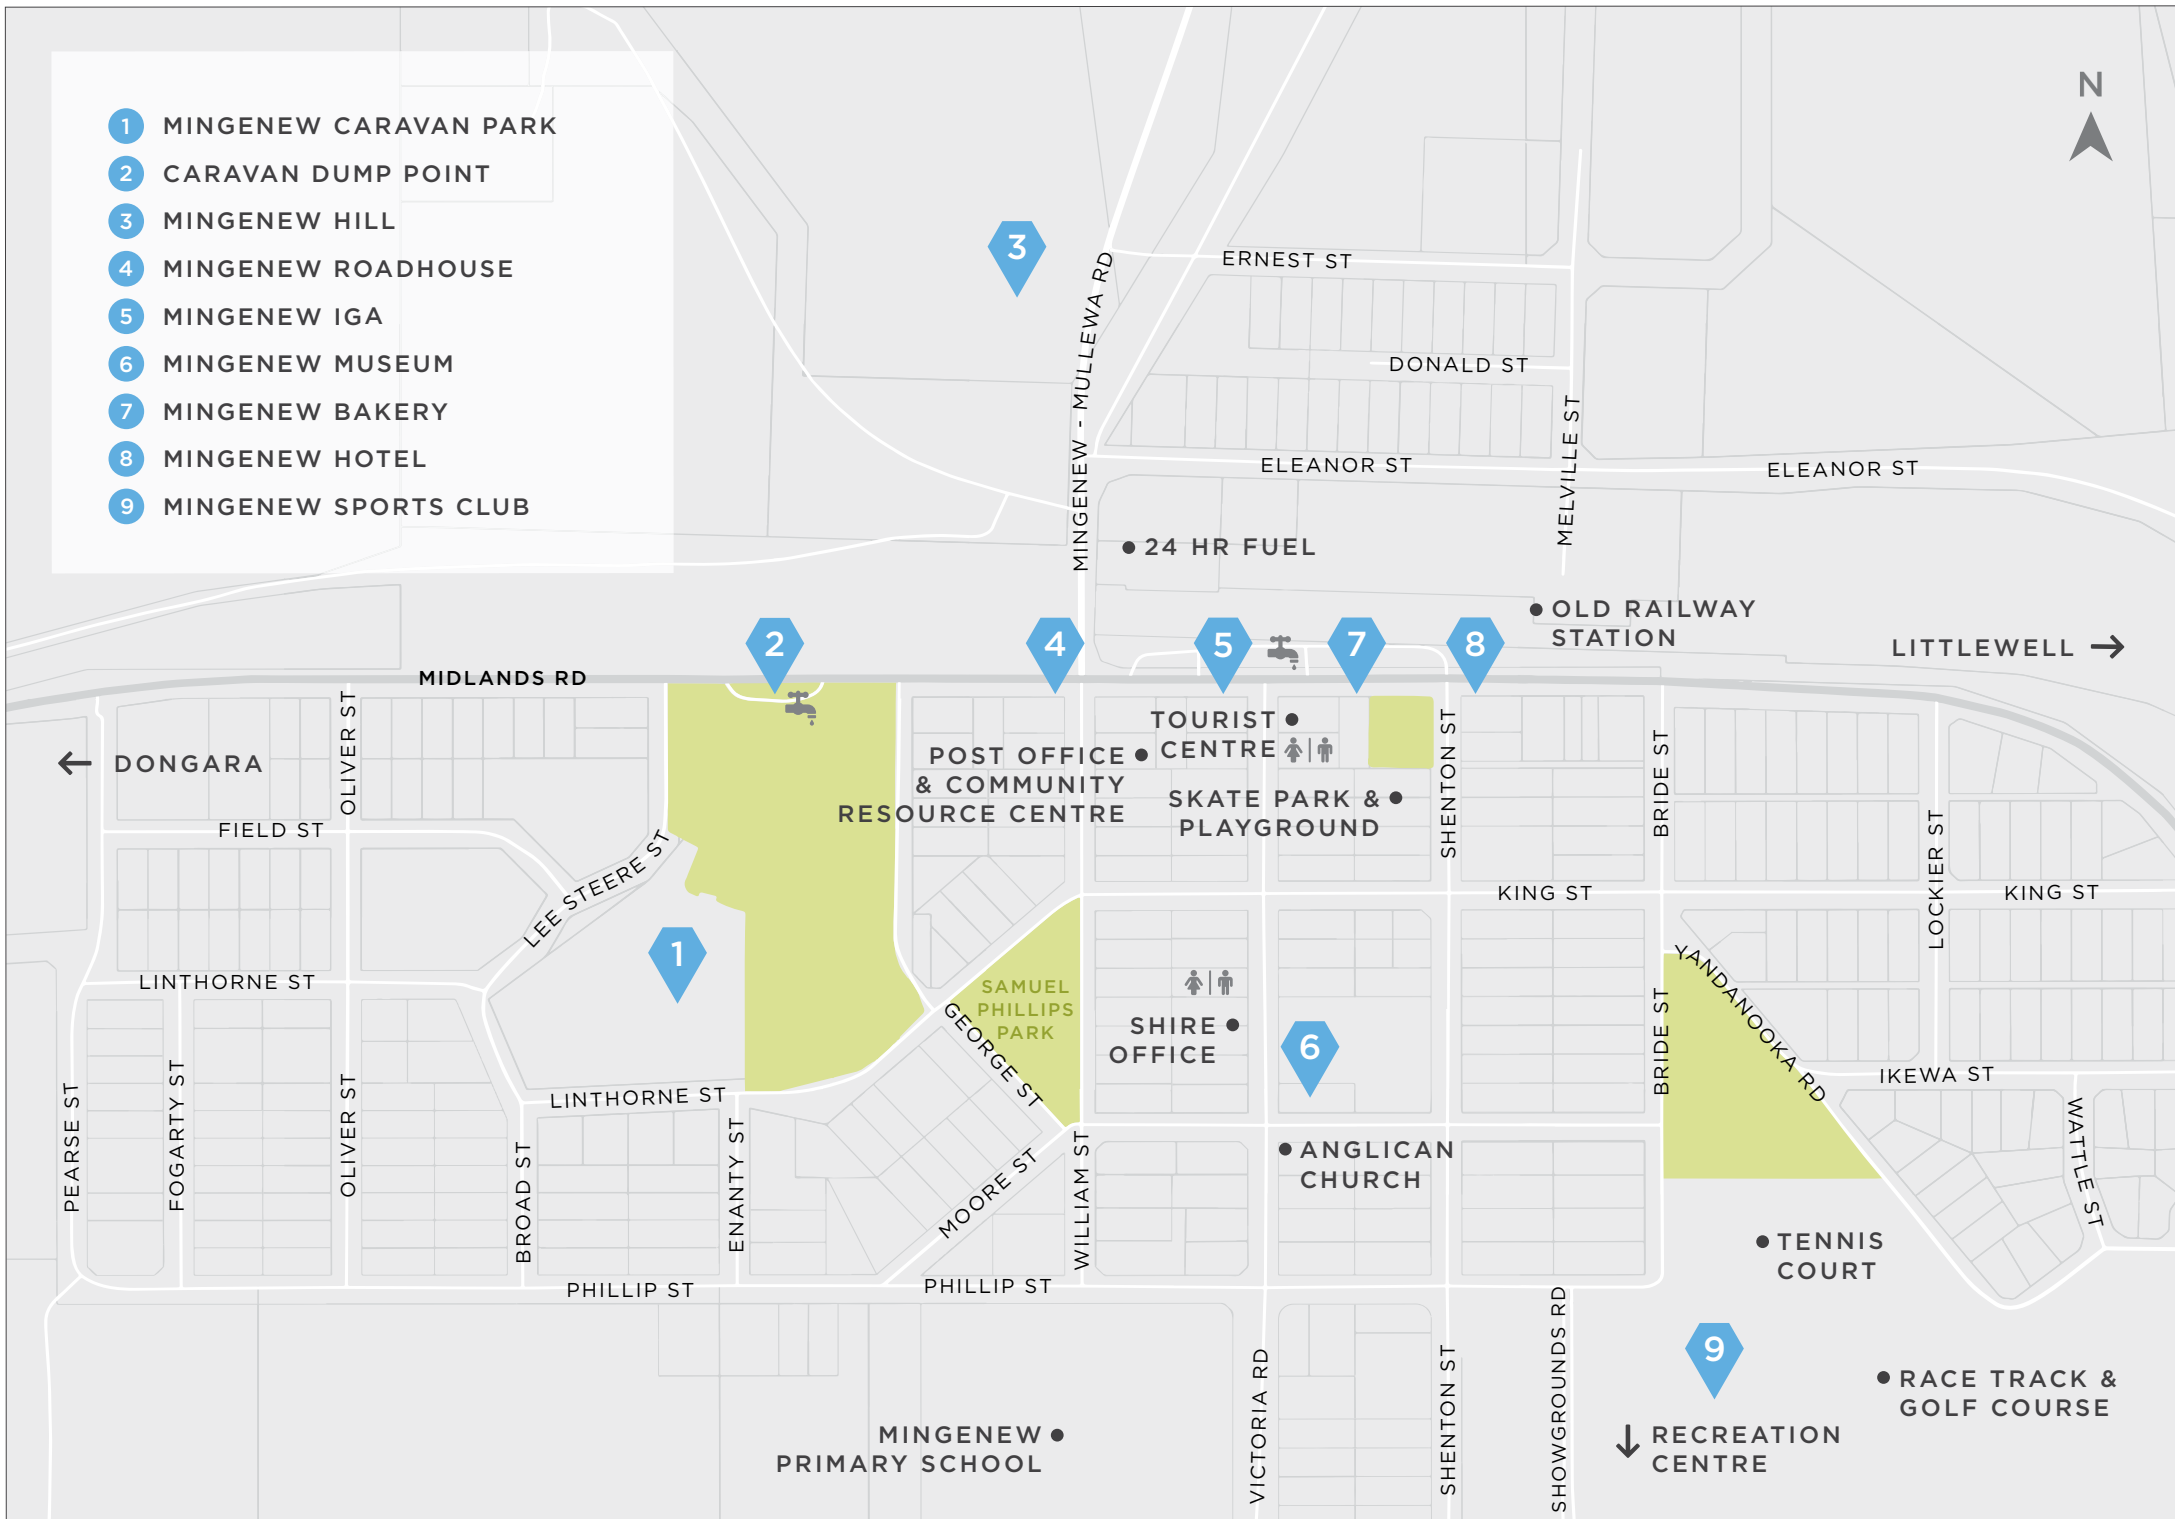 N
1 MINGENEW CARAVAN PARK
2 CARAVAN DUMP POINT
3 MINGENEW HILL
4 MINGENEW ROADHOUSE
5 MINGENEW IGA
6 MINGENEW MUSEUM
7 MINGENEW BAKERY
8 MINGENEW HOTEL
9 MINGENEW SPORTS CLUB
3
MINGENEW - MULLEWA RD
ERNEST ST
DONALD ST
MELVILLE ST
ELEANOR ST
ELEANOR ST
24 HR FUEL
OLD RAILWAY
STATION
LITTLEWELL
2
4
5
7
8
MIDLANDS RD
DONGARA
OLIVER ST
FIELD ST
LEE STEERE ST
TOURIST
CENTRE
POST OFFICE
& COMMUNITY
RESOURCE CENTRE
SKATE PARK &
PLAYGROUND
SHENTON ST
BRIDE ST
LOCKIER ST
KING ST
KING ST
1
LINTHORNE ST
SAMUEL
PHILLIPS
PARK
GEORGE ST
SHIRE
OFFICE
6
BRIDE ST
YANDANOOKA RD
IKEWA ST
WATTLE ST
LINTHORNE ST
PEARSE ST
FOGARTY ST
OLIVER ST
BROAD ST
ENANTY ST
MOORE ST
WILLIAM ST
ANGLICAN
CHURCH
TENNIS
COURT
PHILLIP ST
PHILLIP ST
VICTORIA RD
SHENTON ST
SHOWGROUNDS RD
9
RACE TRACK &
GOLF COURSE
RECREATION
CENTRE
MINGENEW
PRIMARY SCHOOL